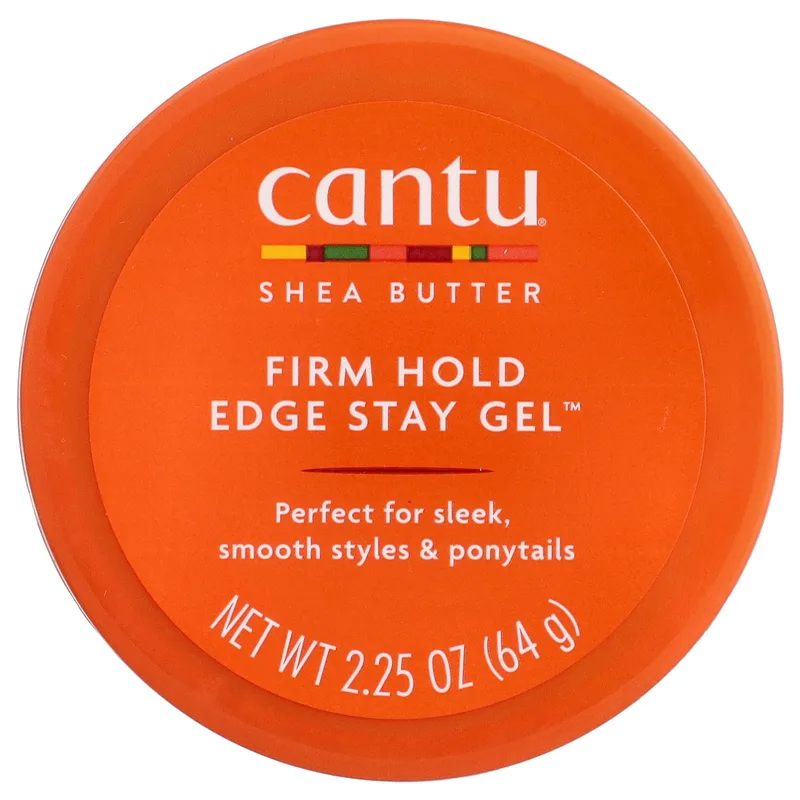 cantu®
SHEA BUTTER
FIRM HOLD
EDGE STAY GEL™
Perfect for sleek,
smooth styles & ponytails
NET WT 2.25 OZ (64 g)